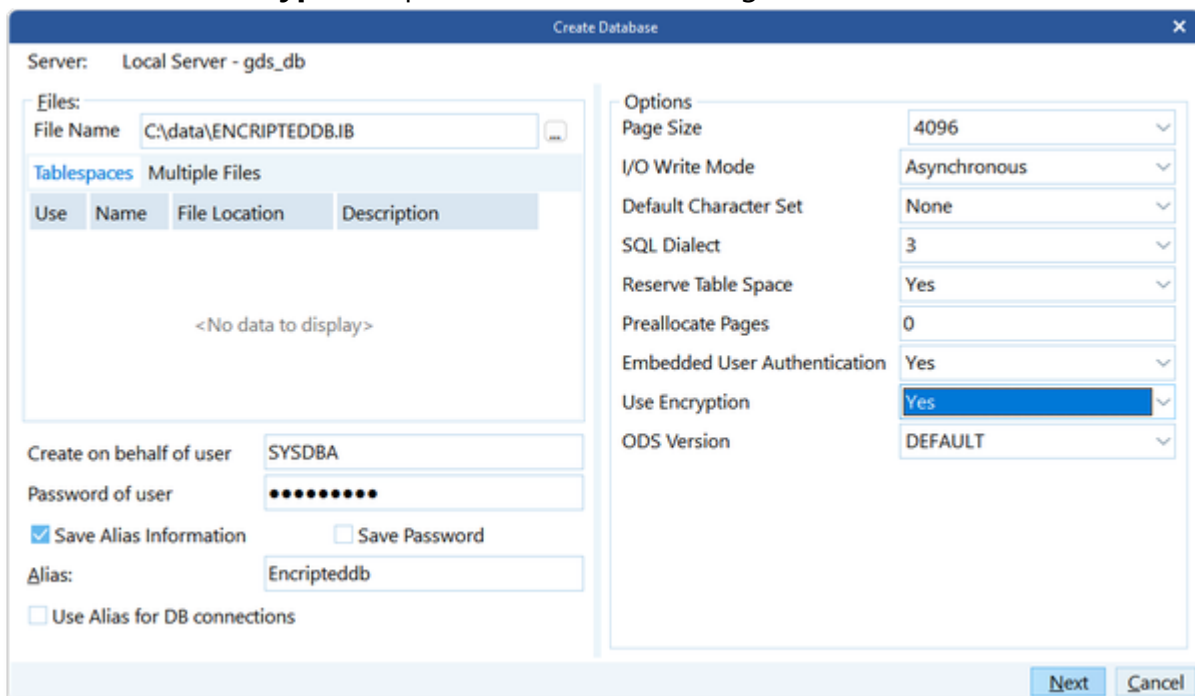 Create Database
Server: Local Server - gds_db
Files:
File Name C:\data\ENCRIPTEDDB.IB ...
Tablespaces Multiple Files
Use Name File Location Description
<No data to display>
Create on behalf of user SYSDBA
Password of user •••••••••
Save Alias Information Save Password
Alias: Encripteddb
Use Alias for DB connections
Options
Page Size 4096
I/O Write Mode Asynchronous
Default Character Set None
SQL Dialect 3
Reserve Table Space Yes
Preallocate Pages 0
Embedded User Authentication Yes
Use Encryption Yes
ODS Version DEFAULT
Next Cancel